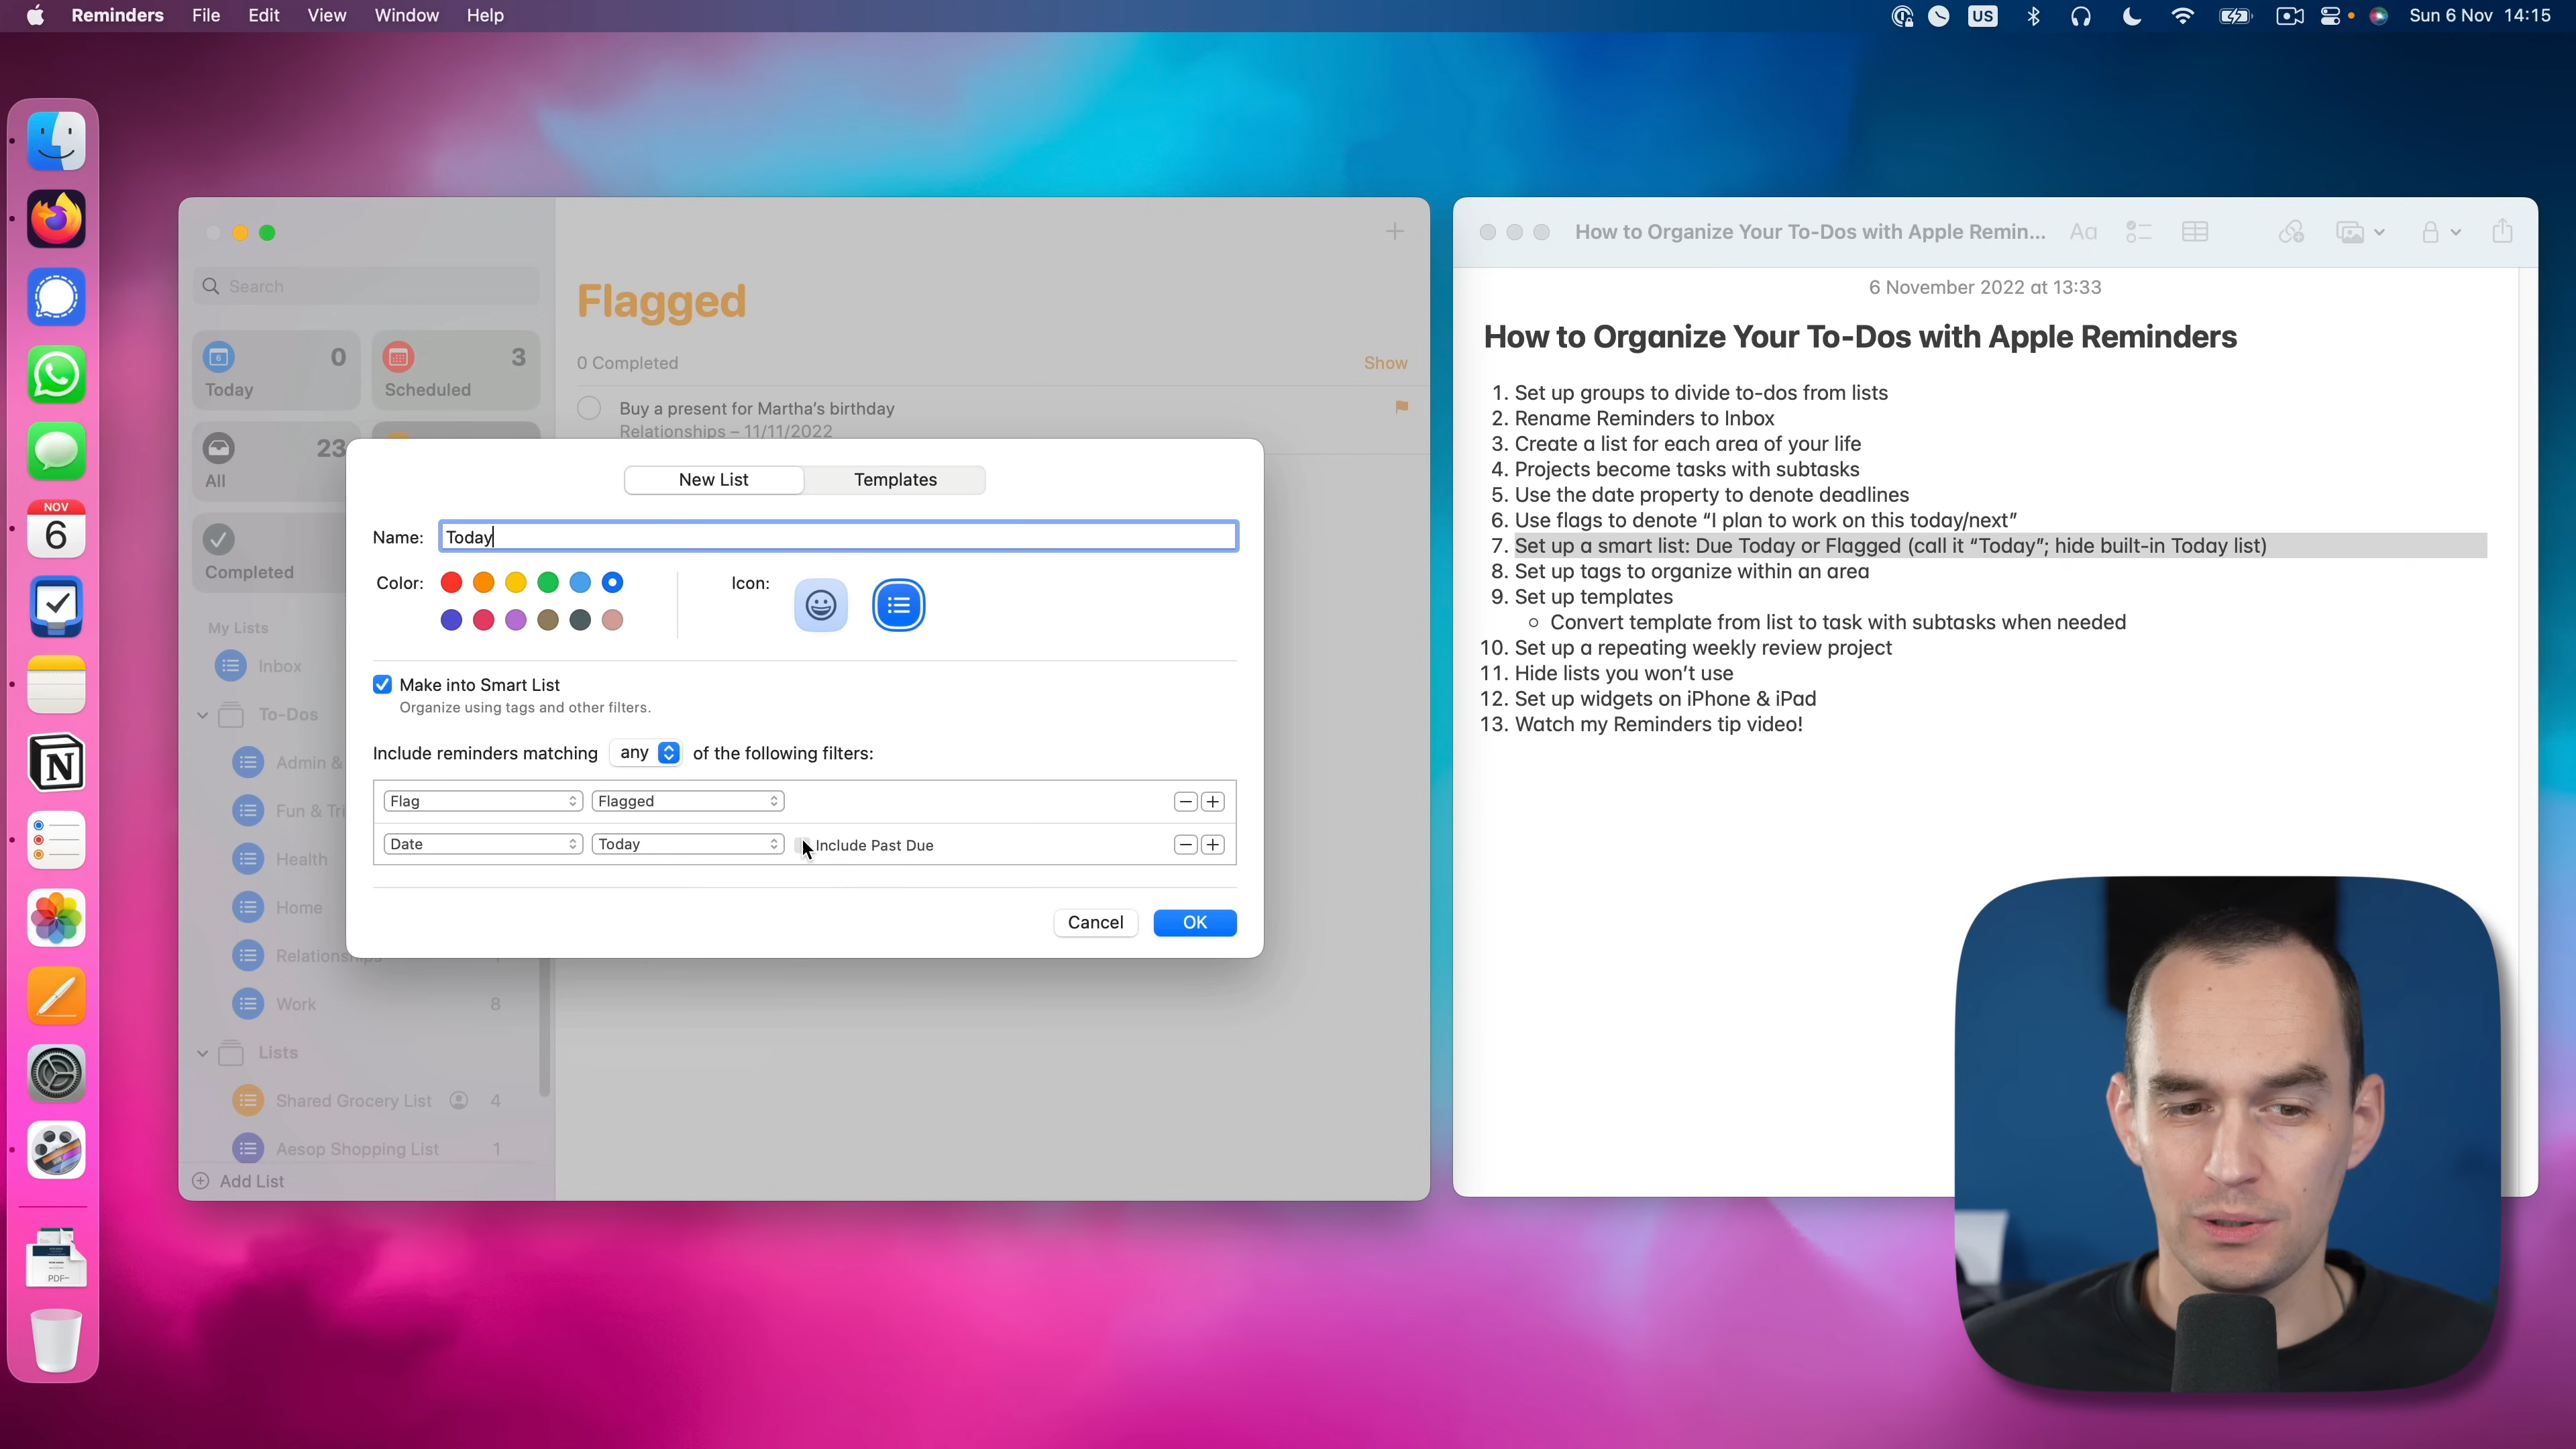 Reminders File Edit View Window Help
US Sun 6 Nov 14:15
NOV
6
N
PDF
Search
6 0
Today
3
Scheduled
23
All
Completed
My Lists
Inbox
To-Dos
Admin &
Fun & Tri
Health
Home
Relationships
Work 8
Lists
Shared Grocery List 4
Aesop Shopping List 1
Add List
Flagged
0 Completed Show
Buy a present for Martha’s birthday
Relationships – 11/11/2022
New List Templates
Name: Today
Color: Icon:
Make into Smart List
Organize using tags and other filters.
Include reminders matching any of the following filters:
Flag Flagged
Date Today Include Past Due
Cancel OK
How to Organize Your To-Dos with Apple Remin... Aa
6 November 2022 at 13:33
How to Organize Your To-Dos with Apple Reminders
1. Set up groups to divide to-dos from lists
2. Rename Reminders to Inbox
3. Create a list for each area of your life
4. Projects become tasks with subtasks
5. Use the date property to denote deadlines
6. Use flags to denote “I plan to work on this today/next”
7. Set up a smart list: Due Today or Flagged (call it “Today”; hide built-in Today list)
8. Set up tags to organize within an area
9. Set up templates
Convert template from list to task with subtasks when needed
10. Set up a repeating weekly review project
11. Hide lists you won’t use
12. Set up widgets on iPhone & iPad
13. Watch my Reminders tip video!